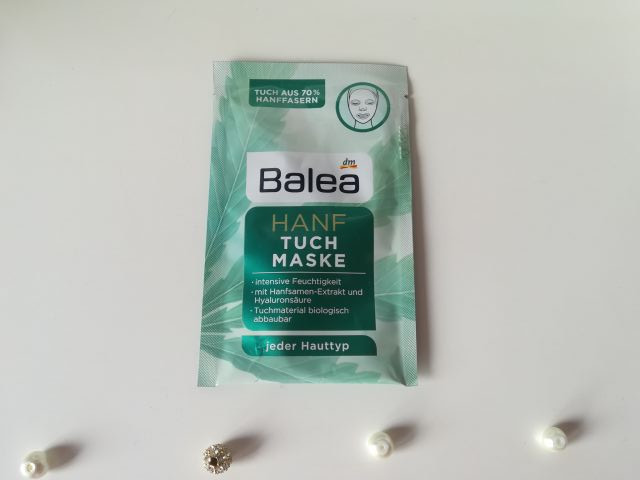 TUCH AUS 70%
HANFFASERN
dm
Balea
HANF
TUCH
MASKE
· intensive Feuchtigkeit
· mit Hanfsamen-Extrakt und
Hyaluronsäure
· Tuchmaterial biologisch
abbaubar
jeder Hauttyp